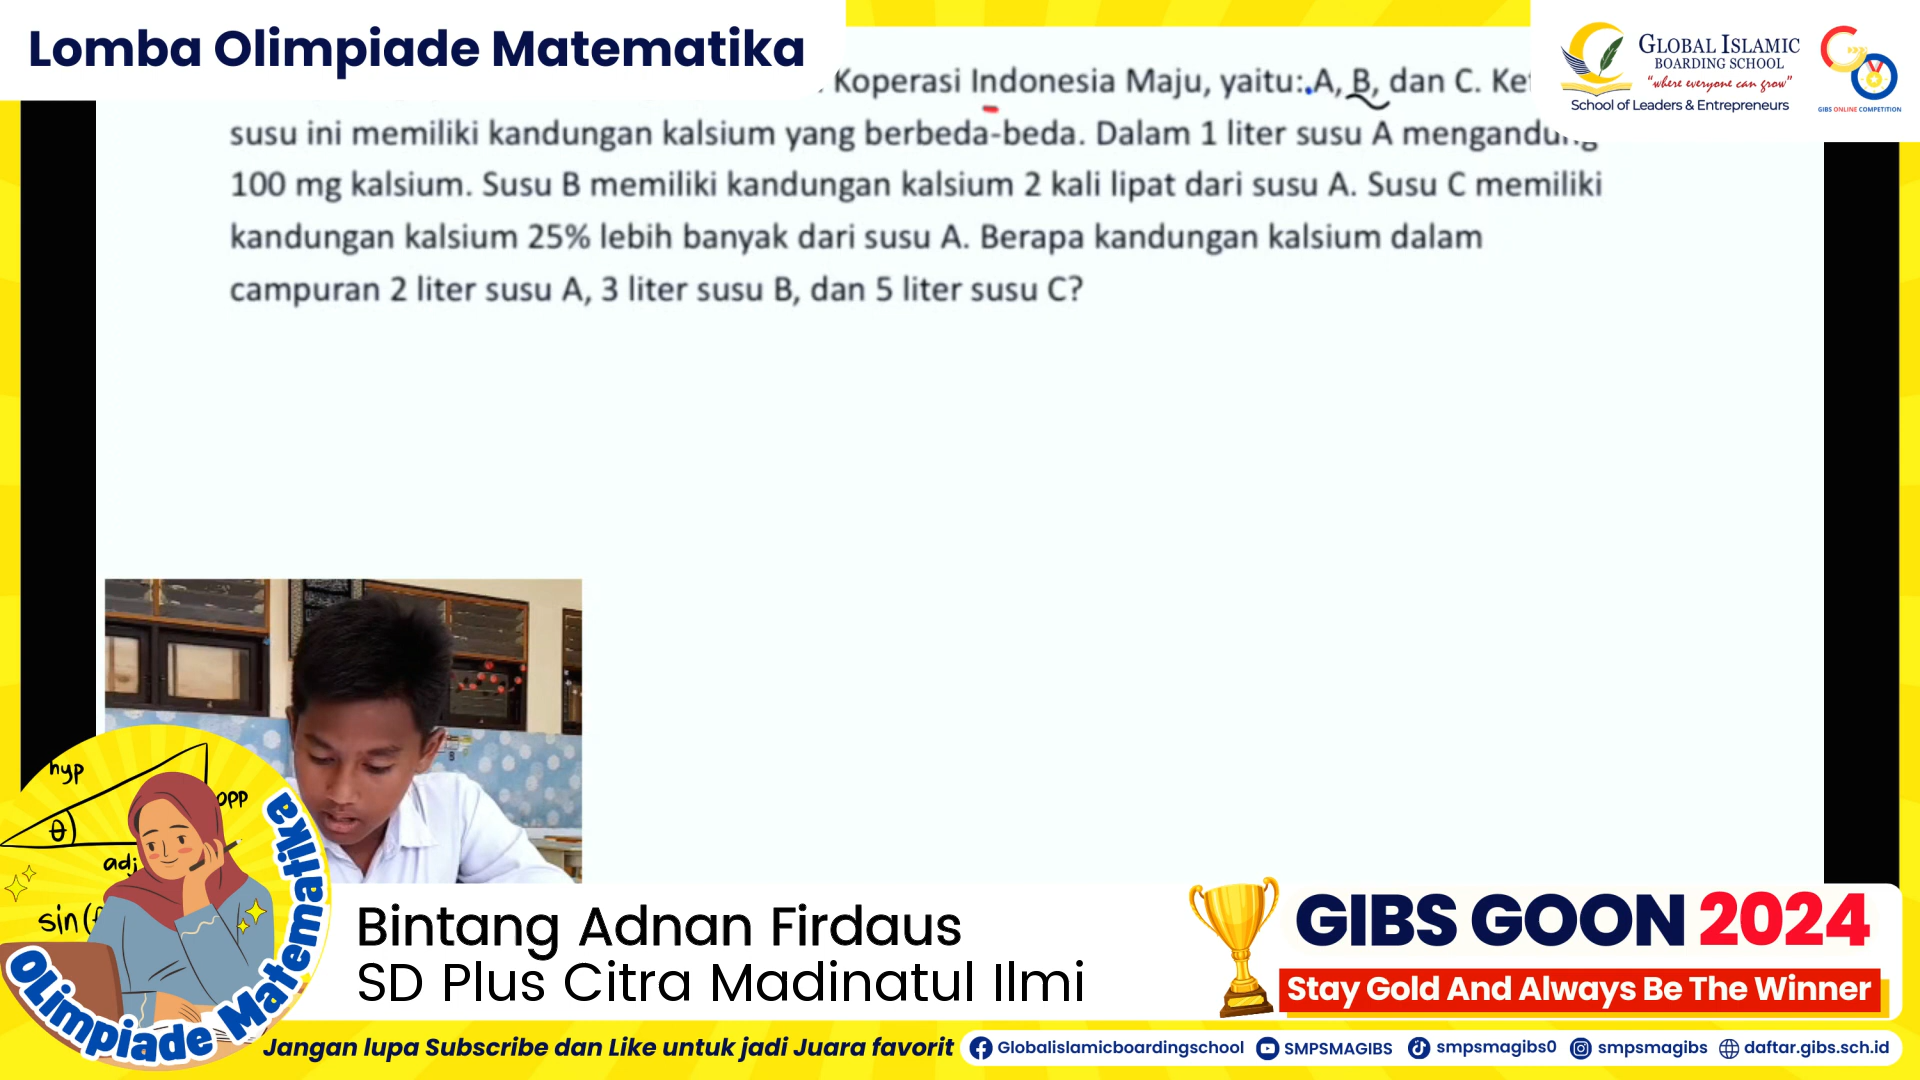 Lomba Olimpiade Matematika
Koperasi Indonesia Maju, yaitu: A, B, dan C.
susu ini memiliki kandungan kalsium yang berbeda-beda. Dalam 1 liter susu A mengandung
100 mg kalsium. Susu B memiliki kandungan kalsium 2 kali lipat dari susu A. Susu C memiliki
kandungan kalsium 25% lebih banyak dari susu A. Berapa kandungan kalsium dalam
campuran 2 liter susu A, 3 liter susu B, dan 5 liter susu C?
GLOBAL ISLAMIC
BOARDING SCHOOL
"where everyone can grow"
School of Leaders & Entrepreneurs
GIBS ONLINE COMPETITION
hyp
opp
θ
adj
sin(
OLimpiade Matematika
Bintang Adnan Firdaus
SD Plus Citra Madinatul Ilmi
GIBS GOON 2024
Stay Gold And Always Be The Winner
Jangan lupa Subscribe dan Like untuk jadi Juara favorit
Globalislamicboardingschool
SMPSMAGIBS
smpsmagibs0
smpsmagibs
daftar.gibs.sch.id